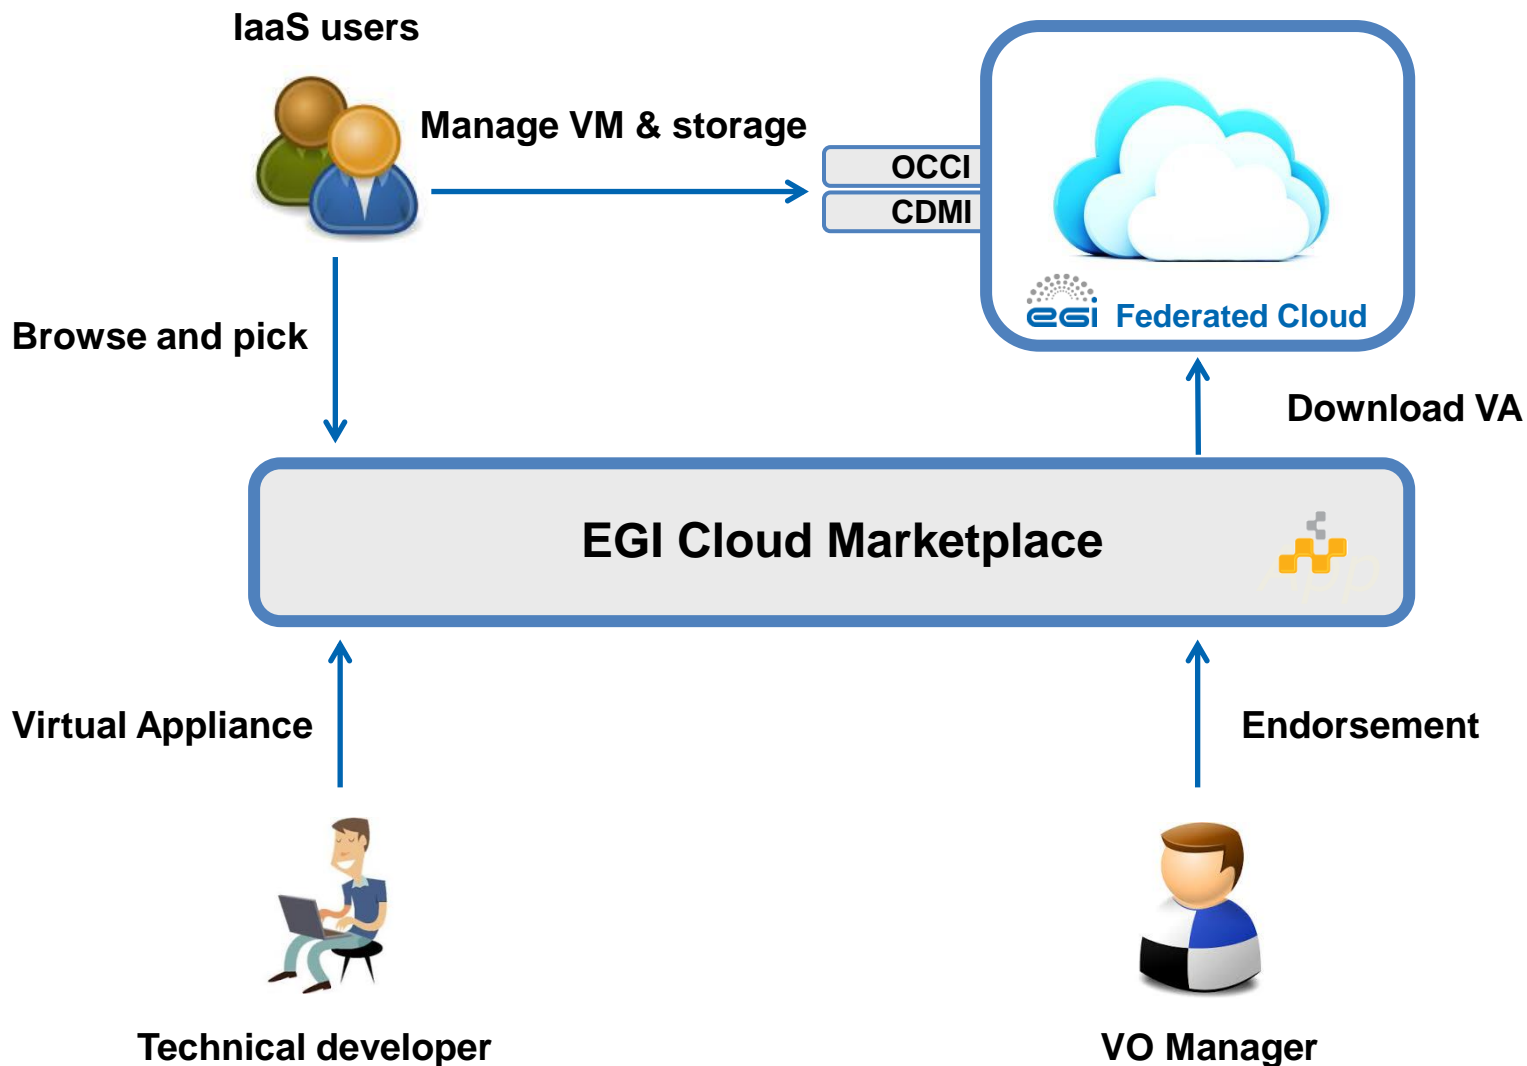 IaaS users
Manage VM & storage
OCCI
CDMI
egi Federated Cloud
Browse and pick
Download VA
EGI Cloud Marketplace
App
Virtual Appliance
Endorsement
Technical developer
VO Manager